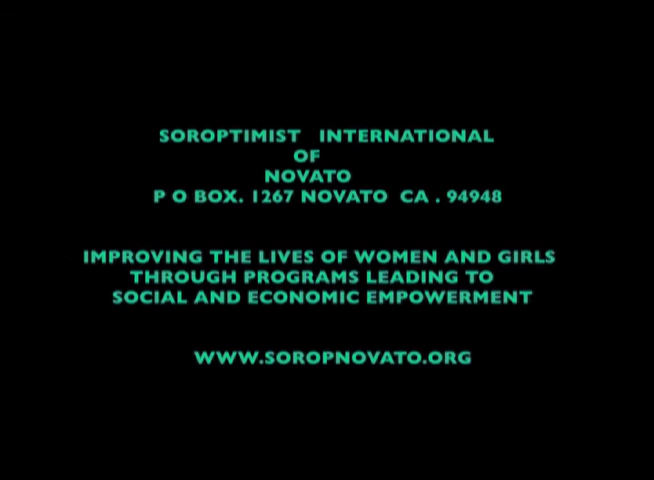 SOROPTIMIST INTERNATIONAL
OF
NOVATO
P O BOX. 1267 NOVATO CA . 94948
IMPROVING THE LIVES OF WOMEN AND GIRLS
THROUGH PROGRAMS LEADING TO
SOCIAL AND ECONOMIC EMPOWERMENT
WWW.SOROPNOVATO.ORG